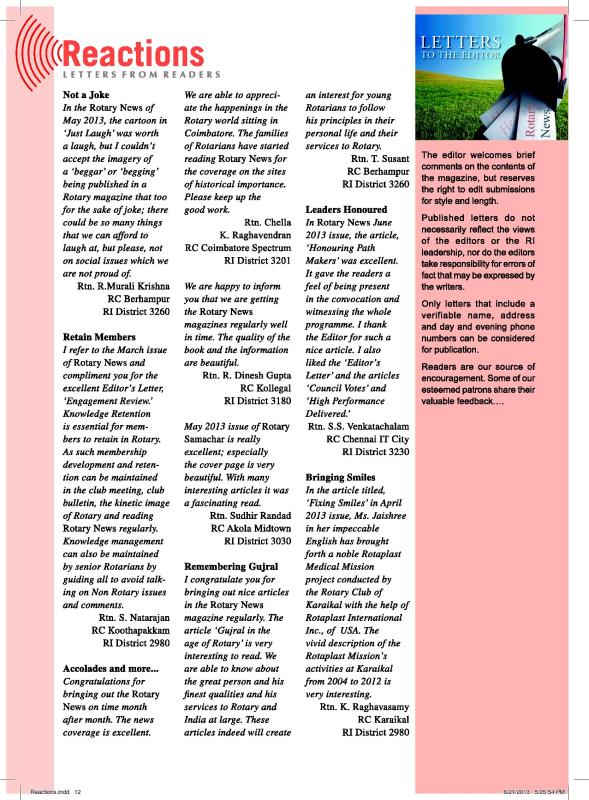 Reactions
LETTERS FROM READERS
Not a Joke
In the Rotary News of
May 2013, the cartoon in
‘Just Laugh’ was worth
a laugh, but I couldn’t
accept the imagery of
a ‘beggar’ or ‘begging’
being published in a
Rotary magazine that too
for the sake of joke; there
could be so many things
that we can afford to
laugh at, but please, not
on social issues which we
are not proud of.
Rtn. R.Murali Krishna
RC Berhampur
RI District 3260
Retain Members
I refer to the March issue
of Rotary News and
compliment you for the
excellent Editor’s Letter,
‘Engagement Review.’
Knowledge Retention
is essential for mem-
bers to retain in Rotary.
As such membership
development and reten-
tion can be maintained
in the club meeting, club
bulletin, the kinetic image
of Rotary and reading
Rotary News regularly.
Knowledge management
can also be maintained
by senior Rotarians by
guiding all to avoid talk-
ing on Non Rotary issues
and comments.
Rtn. S. Natarajan
RC Koothapakkam
RI District 2980
Accolades and more...
Congratulations for
bringing out the Rotary
News on time month
after month. The news
coverage is excellent.
We are able to appreci-
ate the happenings in the
Rotary world sitting in
Coimbatore. The families
of Rotarians have started
reading Rotary News for
the coverage on the sites
of historical importance.
Please keep up the
good work.
Rtn. Chella
K. Raghavendran
RC Coimbatore Spectrum
RI District 3201
We are happy to inform
you that we are getting
the Rotary News
magazines regularly well
in time. The quality of the
book and the information
are beautiful.
Rtn. R. Dinesh Gupta
RC Kollegal
RI District 3180
May 2013 issue of Rotary
Samachar is really
excellent; especially
the cover page is very
beautiful. With many
interesting articles it was
a fascinating read.
Rtn. Sudhir Randad
RC Akola Midtown
RI District 3030
Remembering Gujral
I congratulate you for
bringing out nice articles
in the Rotary News
magazine regularly. The
article ‘Gujral in the
age of Rotary’ is very
interesting to read. We
are able to know about
the great person and his
finest qualities and his
services to Rotary and
India at large. These
articles indeed will create
an interest for young
Rotarians to follow
his principles in their
personal life and their
services to Rotary.
Rtn. T. Susant
RC Berhampur
RI District 3260
Leaders Honoured
In Rotary News June
2013 issue, the article,
‘Honouring Path
Makers’ was excellent.
It gave the readers a
feel of being present
in the convocation and
witnessing the whole
programme. I thank
the Editor for such a
nice article. I also
liked the ‘Editor’s
Letter’ and the articles
‘Council Votes’ and
‘High Performance
Delivered.’
Rtn. S.S. Venkatachalam
RC Chennai IT City
RI District 3230
Bringing Smiles
In the article titled,
‘Fixing Smiles’ in April
2013 issue, Ms. Jaishree
in her impeccable
English has brought
forth a noble Rotaplast
Medical Mission
project conducted by
the Rotary Club of
Karaikal with the help of
Rotaplast International
Inc., of USA. The
vivid description of the
Rotaplast Mission’s
activities at Karaikal
from 2004 to 2012 is
very interesting.
Rtn. K. Raghavasamy
RC Karaikal
RI District 2980
LETTERS
TO THE EDITOR
Rotary
News
The editor welcomes brief
comments on the contents of
the magazine, but reserves
the right to edit submissions
for style and length.
Published letters do not
necessarily reflect the views
of the editors or the RI
leadership, nor do the editors
take responsibility for errors of
fact that may be expressed by
the writers.
Only letters that include a
verifiable name, address
and day and evening phone
numbers can be considered
for publication.
Readers are our source of
encouragement. Some of our
esteemed patrons share their
valuable feedback....
Reactions.indd 12
6/21/2013 5:05:54 PM